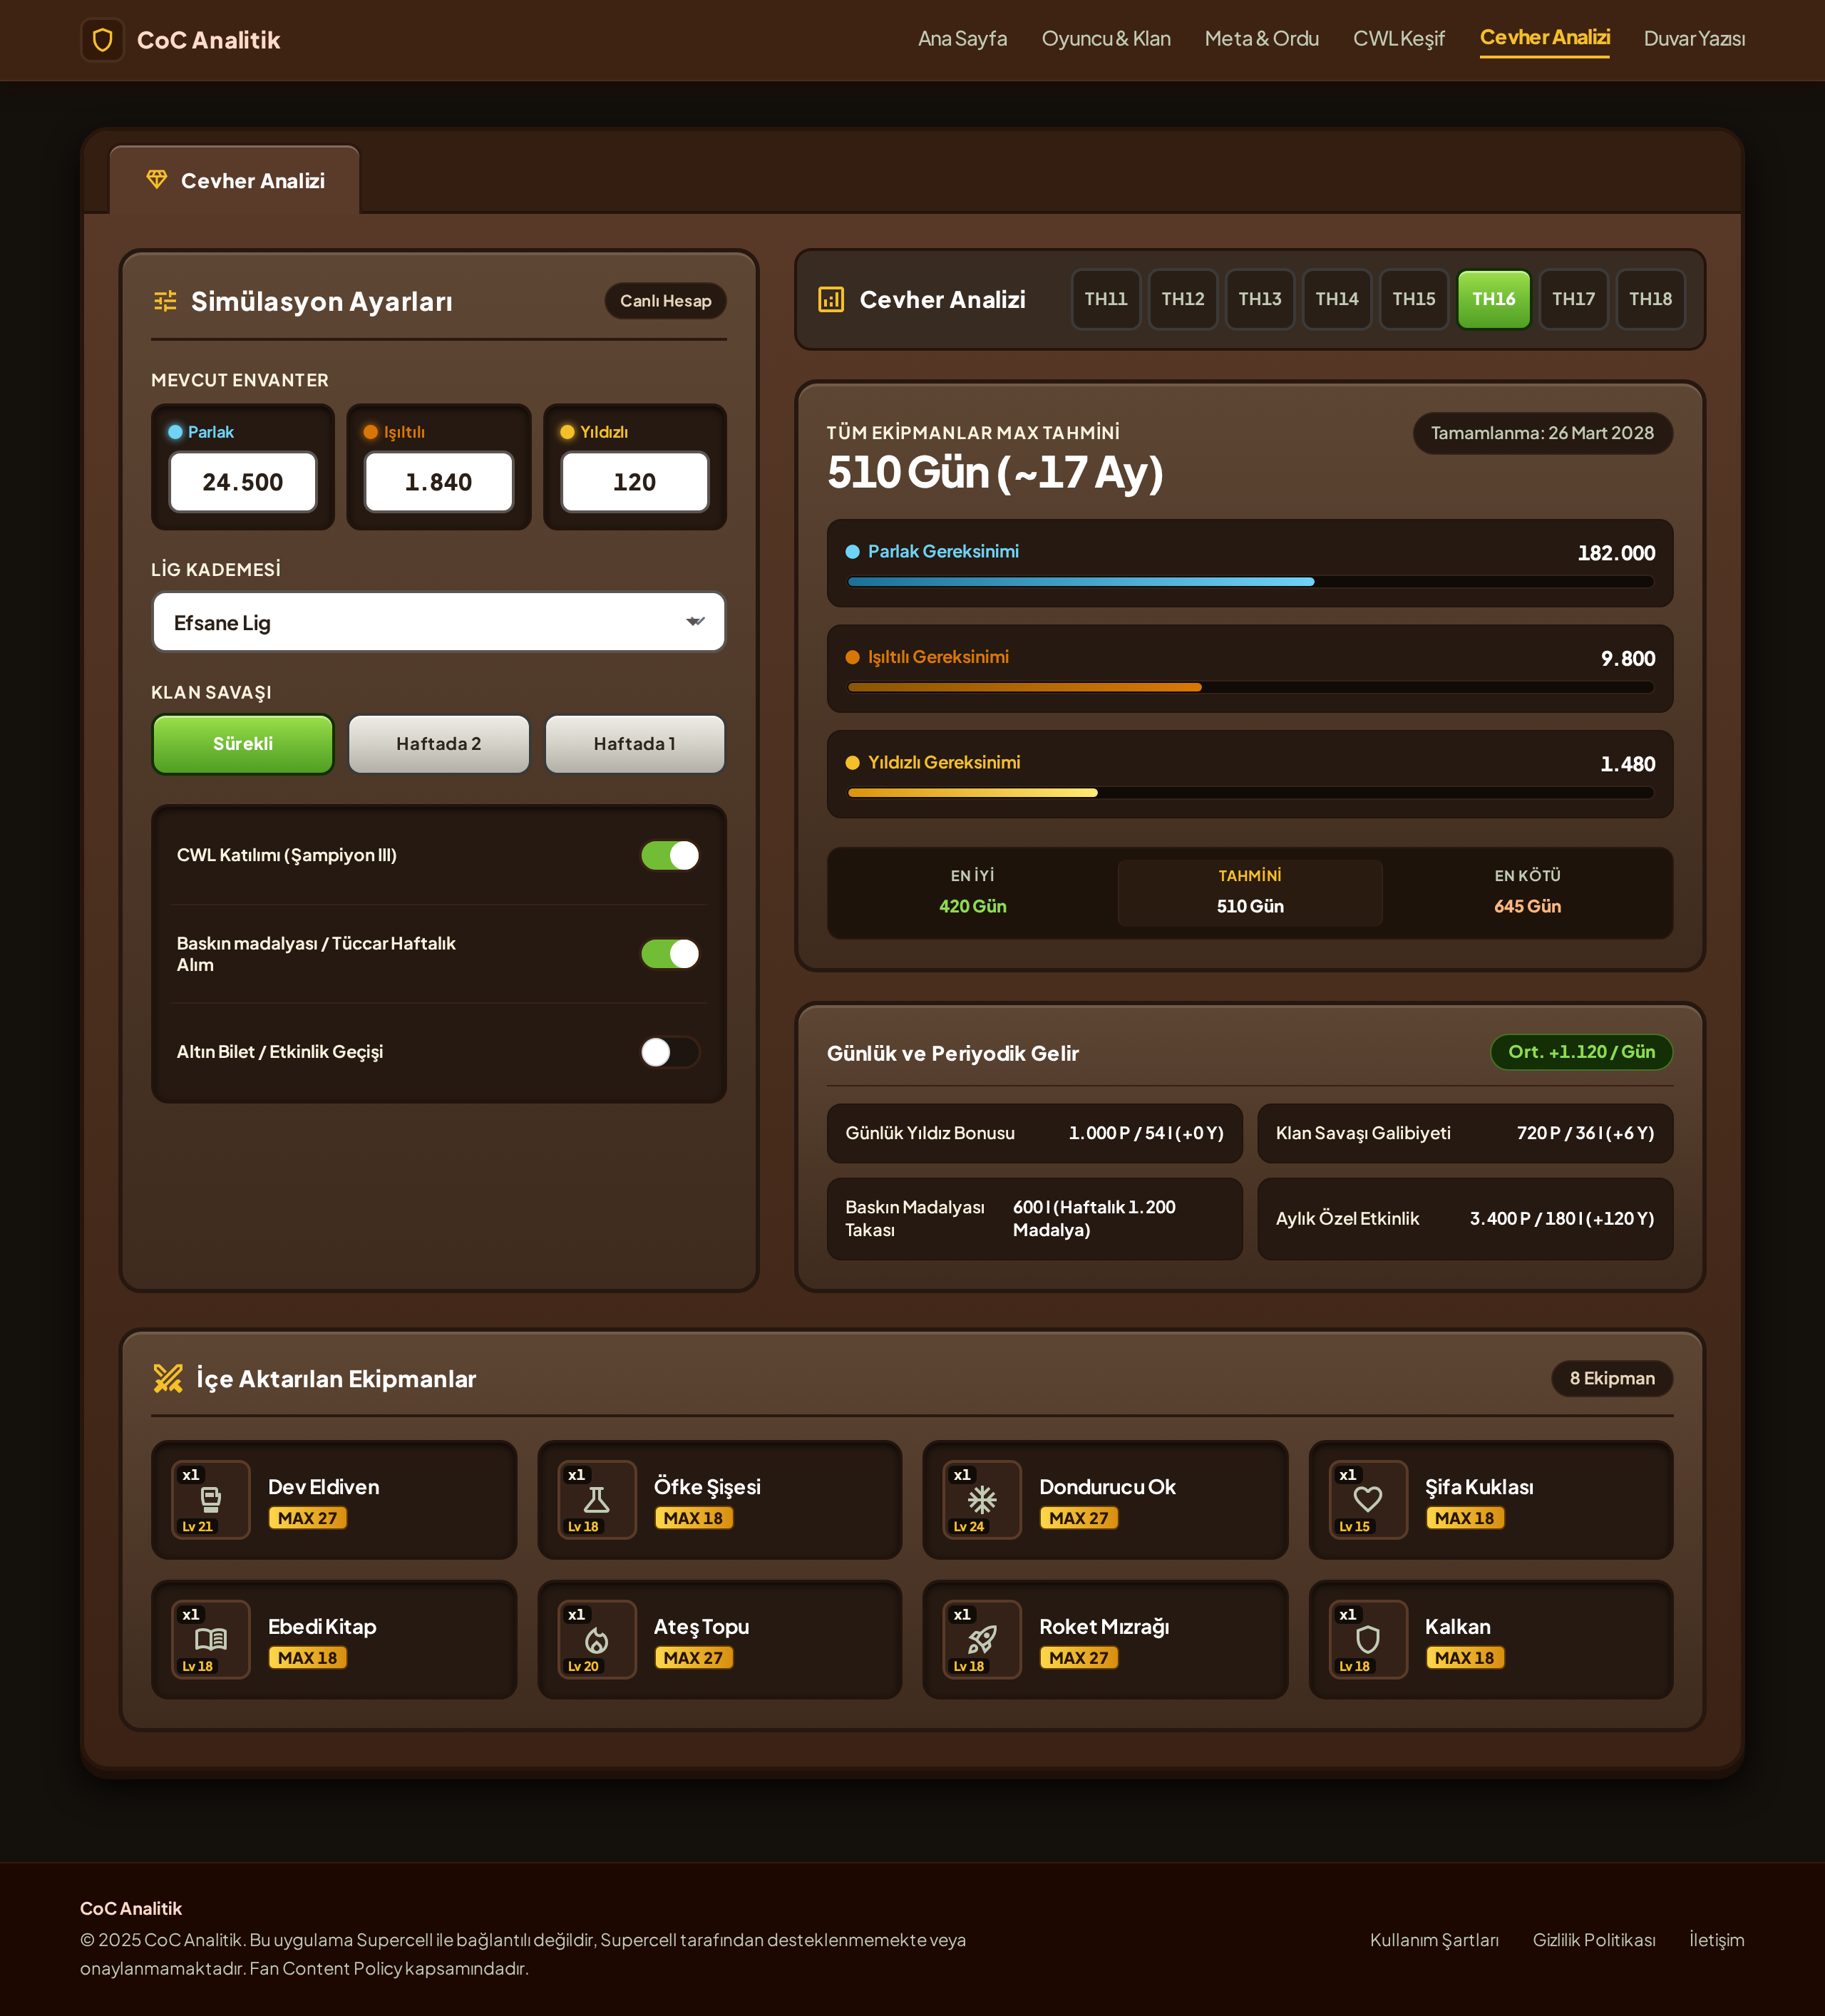 CoC Analitik
Ana Sayfa
Oyuncu & Klan
Meta & Ordu
CWL Keşif
Cevher Analizi
Duvar Yazısı
Cevher Analizi
Simülasyon Ayarları
Canlı Hesap
MEVCUT ENVANTER
Parlak
Işıltılı
Yıldızlı
24.500
1.840
120
LİG KADEMESİ
Efsane Lig
KLAN SAVAŞI
Sürekli
Haftada 2
Haftada 1
CWL Katılımı (Şampiyon III)
Baskın madalyası / Tüccar Haftalık
Alım
Altın Bilet / Etkinlik Geçişi
Cevher Analizi
TH11
TH12
TH13
TH14
TH15
TH16
TH17
TH18
TÜM EKİPMANLAR MAX TAHMİNİ
Tamamlanma: 26 Mart 2028
510 Gün (~17 Ay)
Parlak Gereksinimi
182.000
Işıltılı Gereksinimi
9.800
Yıldızlı Gereksinimi
1.480
EN İYİ
TAHMİNİ
EN KÖTÜ
420 Gün
510 Gün
645 Gün
Günlük ve Periyodik Gelir
Ort. +1.120 / Gün
Günlük Yıldız Bonusu
1.000 P / 54 I (+0 Y)
Klan Savaşı Galibiyeti
720 P / 36 I (+6 Y)
Baskın Madalyası
Takası
600 I (Haftalık 1.200
Madalya)
Aylık Özel Etkinlik
3.400 P / 180 I (+120 Y)
İçe Aktarılan Ekipmanlar
8 Ekipman
x1
Lv 21
Dev Eldiven
MAX 27
x1
Lv 18
Öfke Şişesi
MAX 18
x1
Lv 24
Dondurucu Ok
MAX 27
x1
Lv 15
Şifa Kuklası
MAX 18
x1
Lv 18
Ebedi Kitap
MAX 18
x1
Lv 20
Ateş Topu
MAX 27
x1
Lv 18
Roket Mızrağı
MAX 27
x1
Lv 18
Kalkan
MAX 18
CoC Analitik
© 2025 CoC Analitik. Bu uygulama Supercell ile bağlantılı değildir, Supercell tarafından desteklenmemekte veya
onaylanmamaktadır. Fan Content Policy kapsamındadır.
Kullanım Şartları
Gizlilik Politikası
İletişim